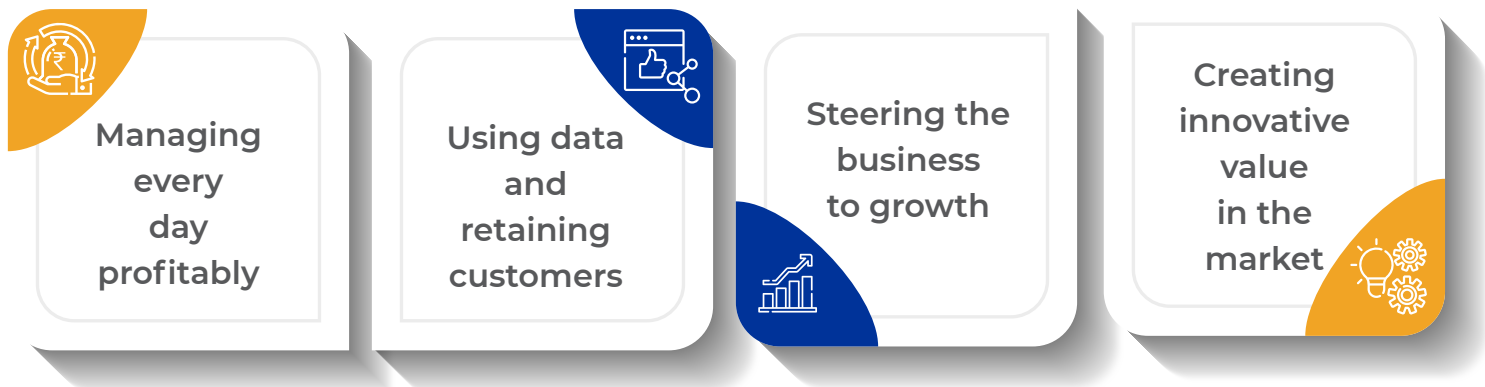 Managing
every
day
profitably
Using data
and
retaining
customers
Steering the
business
to growth
Creating
innovative
value
in the
market
₹